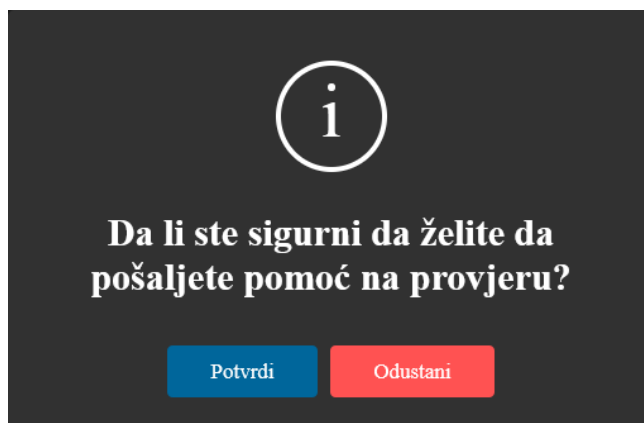 i
Da li ste sigurni da želite da
pošaljete pomoć na provjeru?
Potvrdi
Odustani